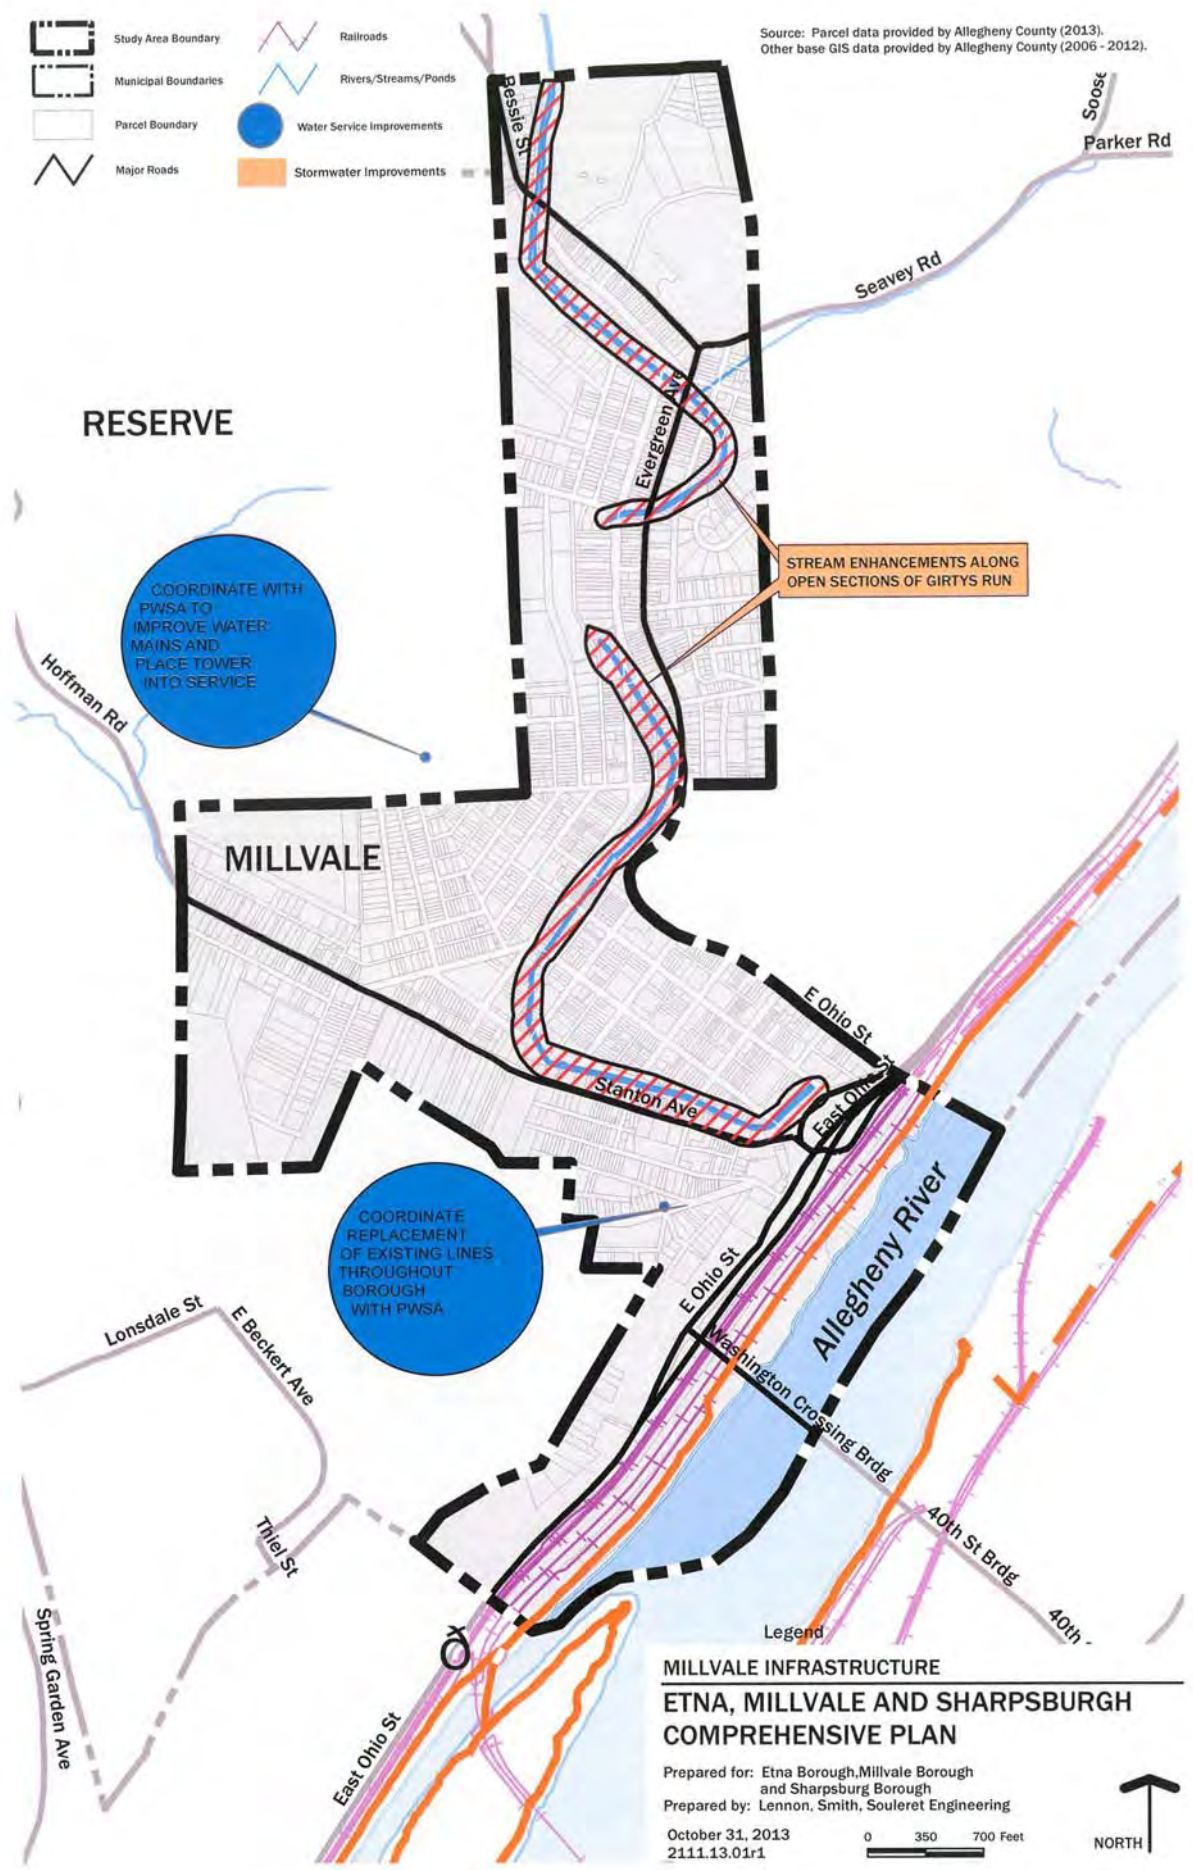 Study Area Boundary
Railroads
Source: Parcel data provided by Allegheny County (2013).
Other base GIS data provided by Allegheny County (2006 - 2012).
Municipal Boundaries
Rivers/Streams/Ponds
Parcel Boundary
Water Service Improvements
Major Roads
Stormwater Improvements
Bessie St
Parker Rd
Seavey Rd
RESERVE
Evergreen Ave
STREAM ENHANCEMENTS ALONG
OPEN SECTIONS OF GIRTYS RUN
COORDINATE WITH
PWSA TO
IMPROVE WATER
MAINS AND
PLACE TOWER
INTO SERVICE
Hoffman Rd
MILLVALE
E Ohio St
East Ohio St
Stanton Ave
Allegheny River
COORDINATE
REPLACEMENT
OF EXISTING LINES
THROUGHOUT
BOROUGH
WITH PWSA
E Ohio St
Lonsdale St
E Beckert Ave
Washington Crossing Brdg
40th St Brdg
Thiel St
40th
Spring Garden Ave
East Ohio St
Legend
MILLVALE INFRASTRUCTURE
ETNA, MILLVALE AND SHARPSBURGH
COMPREHENSIVE PLAN
Prepared for: Etna Borough,Millvale Borough
and Sharpsburg Borough
Prepared by: Lennon, Smith, Souleret Engineering
October 31, 2013
2111.13.01r1
0 350 700 Feet
NORTH